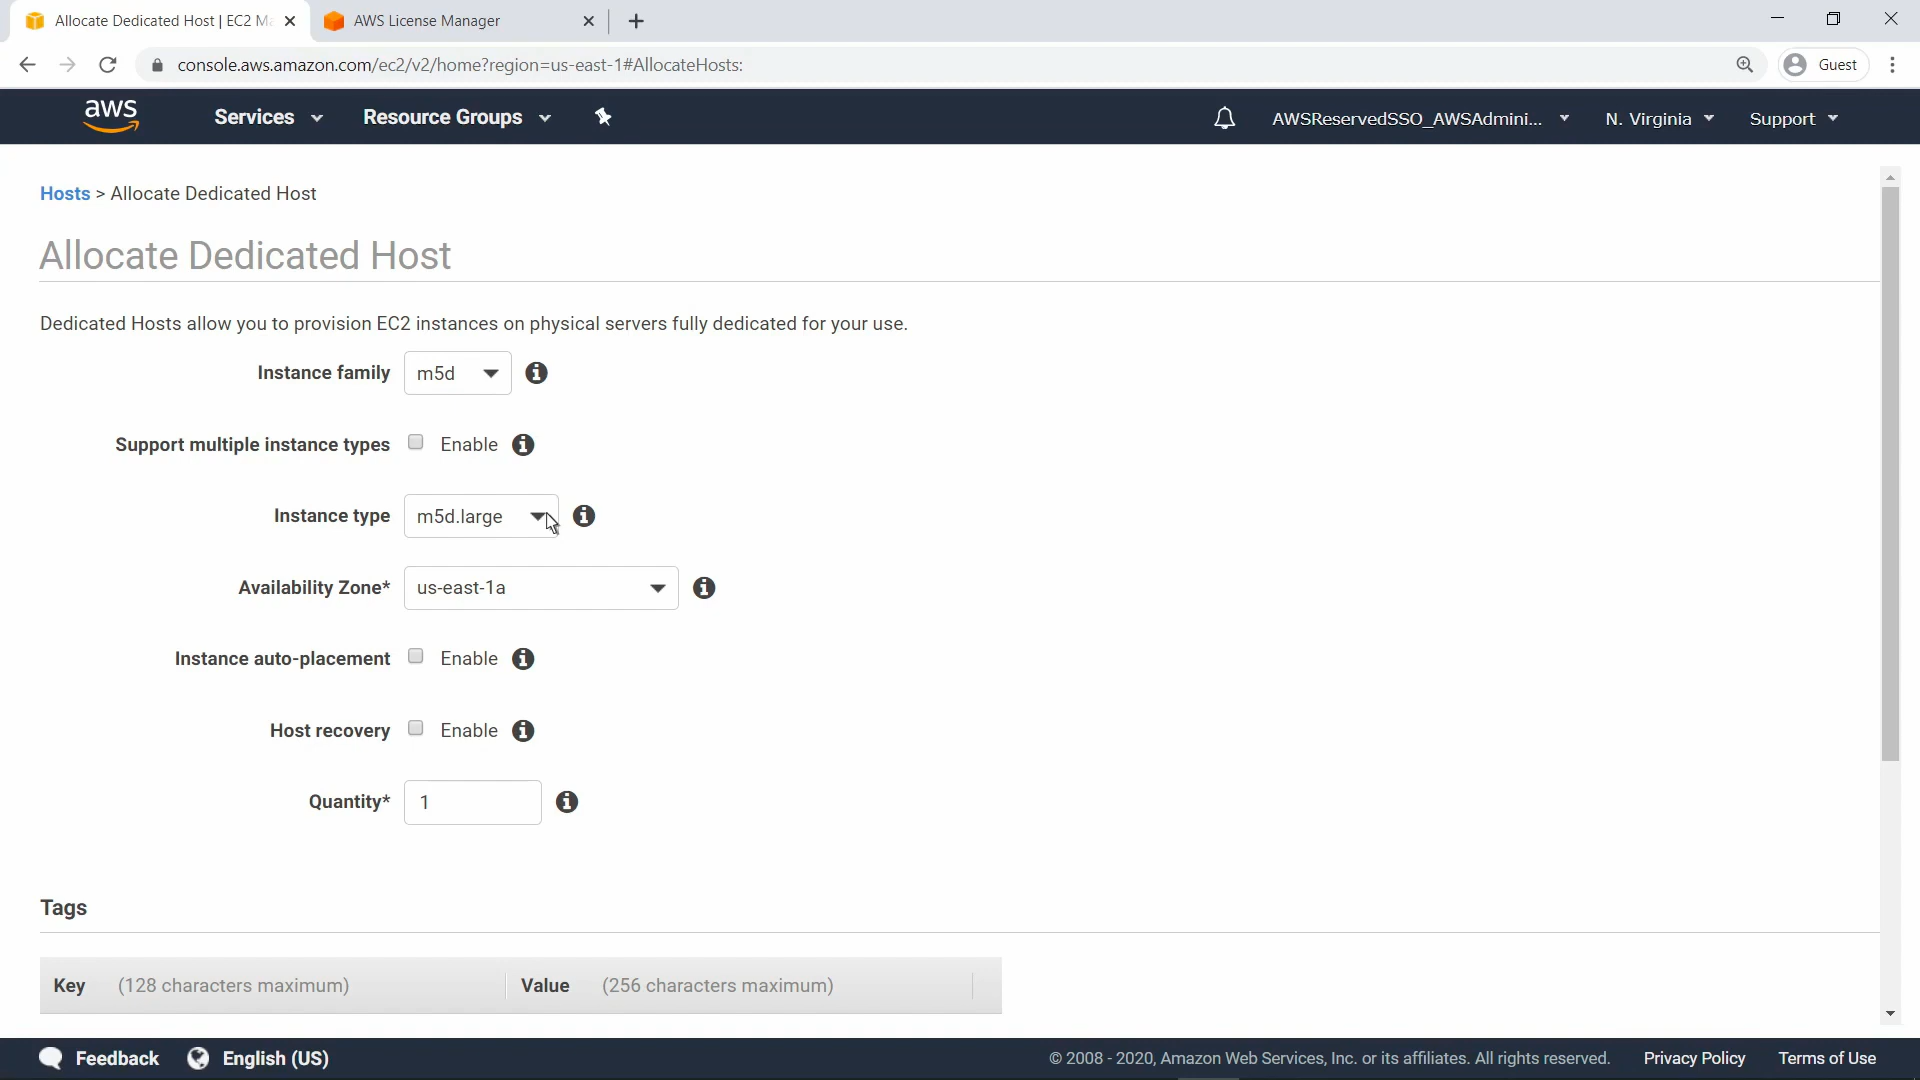 Allocate Dedicated Host | EC2 Ma
AWS License Manager
console.aws.amazon.com/ec2/v2/home?region=us-east-1#AllocateHosts:
Guest
aws
Services
Resource Groups
AWSReservedSSO_AWSAdmini...
N. Virginia
Support
Hosts > Allocate Dedicated Host
Allocate Dedicated Host
Dedicated Hosts allow you to provision EC2 instances on physical servers fully dedicated for your use.
Instance family m5d
Support multiple instance types Enable
Instance type m5d.large
Availability Zone* us-east-1a
Instance auto-placement Enable
Host recovery Enable
Quantity* 1
Tags
Key (128 characters maximum) Value (256 characters maximum)
Feedback English (US) © 2008 - 2020, Amazon Web Services, Inc. or its affiliates. All rights reserved. Privacy Policy Terms of Use